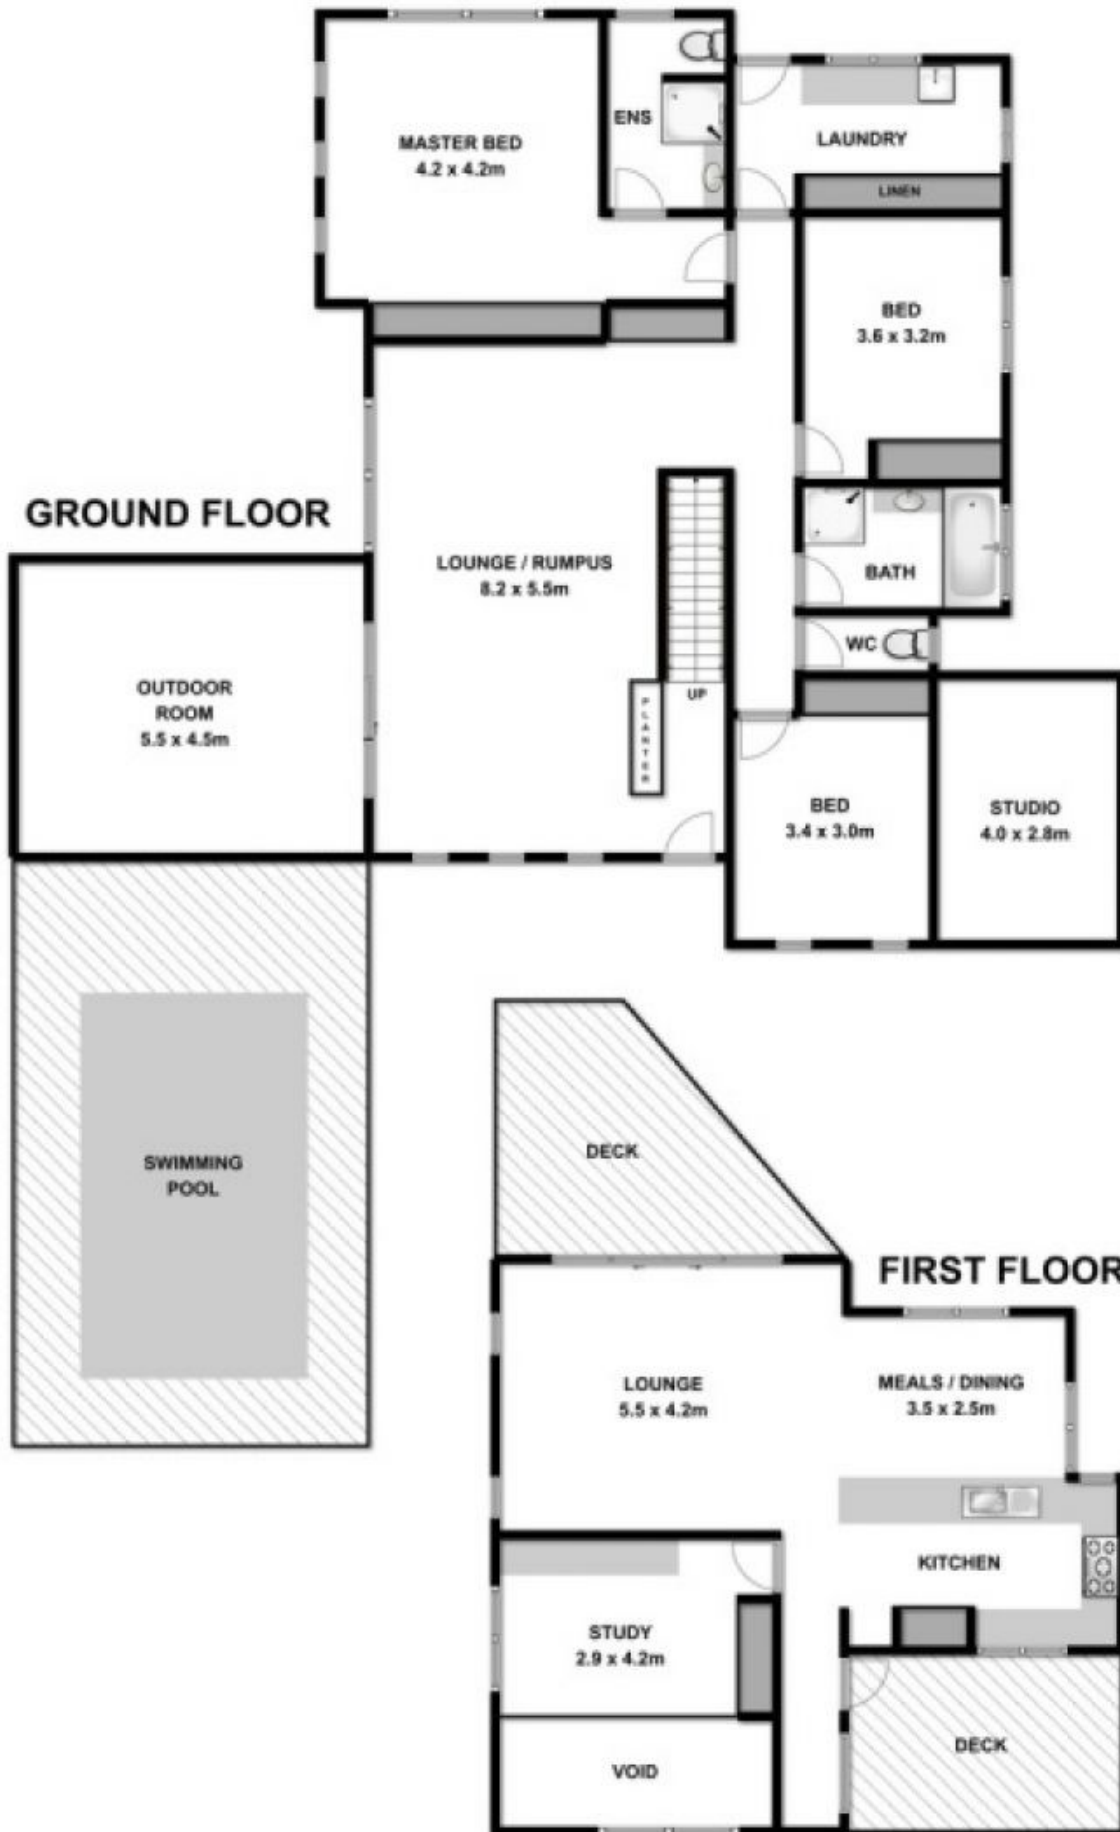 ENS
MASTER BED
4.2 x 4.2m
LAUNDRY
LINEN
BED
3.6 x 3.2m
GROUND FLOOR
LOUNGE / RUMPUS
8.2 x 5.5m
BATH
WC
OUTDOOR
ROOM
5.5 x 4.5m
UP
PLANTER
BED
3.4 x 3.0m
STUDIO
4.0 x 2.8m
SWIMMING
POOL
DECK
FIRST FLOOR
LOUNGE
5.5 x 4.2m
MEALS / DINING
3.5 x 2.5m
KITCHEN
STUDY
2.9 x 4.2m
DECK
VOID